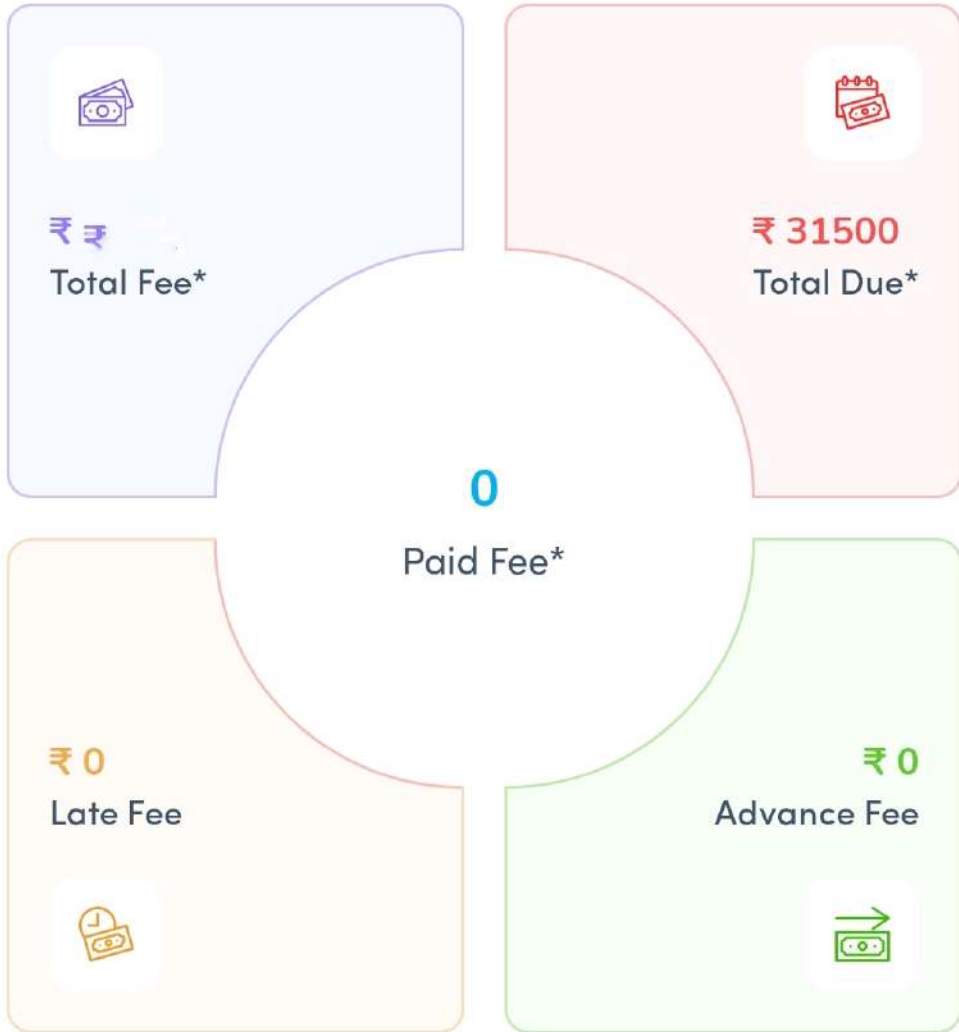 ₹ ₹
Total Fee*
₹ 31500
Total Due*
0
Paid Fee*
₹ 0
Late Fee
₹ 0
Advance Fee